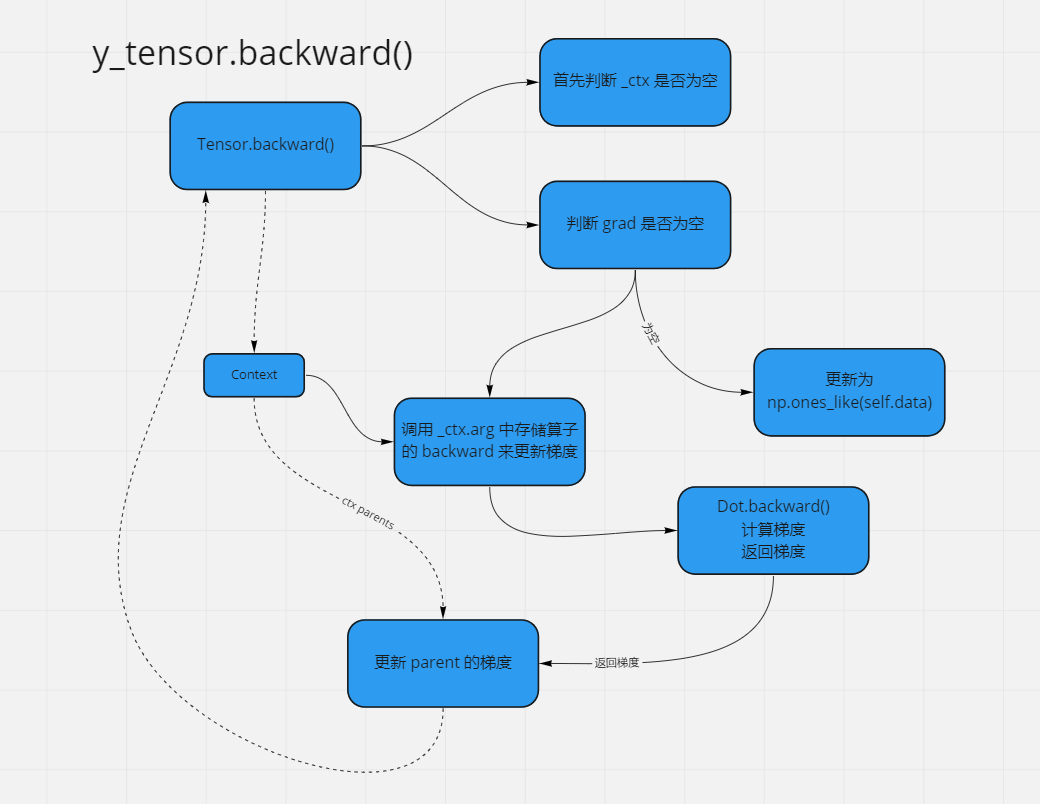 y_tensor.backward()
首先判断 _ctx 是否为空
Tensor.backward()
判断 grad 是否为空
为空
更新为
np.ones_like(self.data)
Context
调用 _ctx.arg 中存储算子
的 backward 来更新梯度
ctx parents
Dot.backward()
计算梯度
返回梯度
更新 parent 的梯度
返回梯度